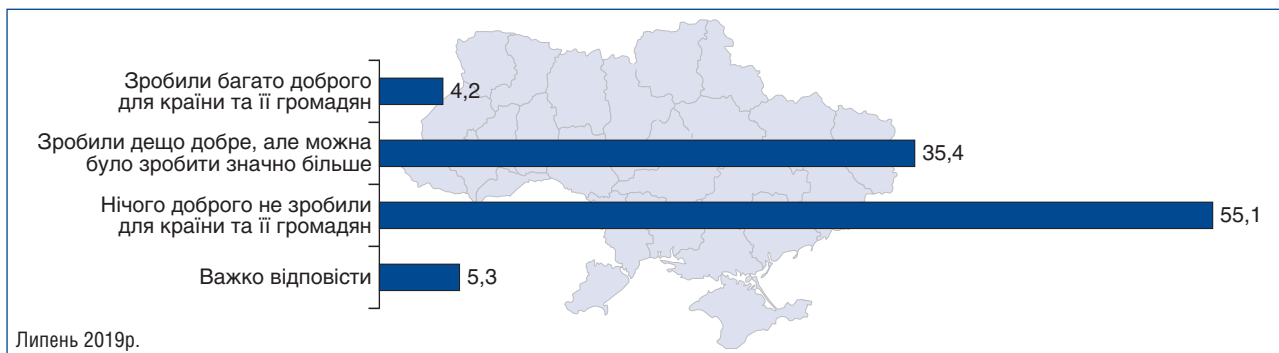 Зробили багато доброго
для країни та її громадян
4,2
Зробили дещо добре, але можна
було зробити значно більше
35,4
Нічого доброго не зробили
для країни та її громадян
55,1
Важко відповісти
5,3
Липень 2019р.